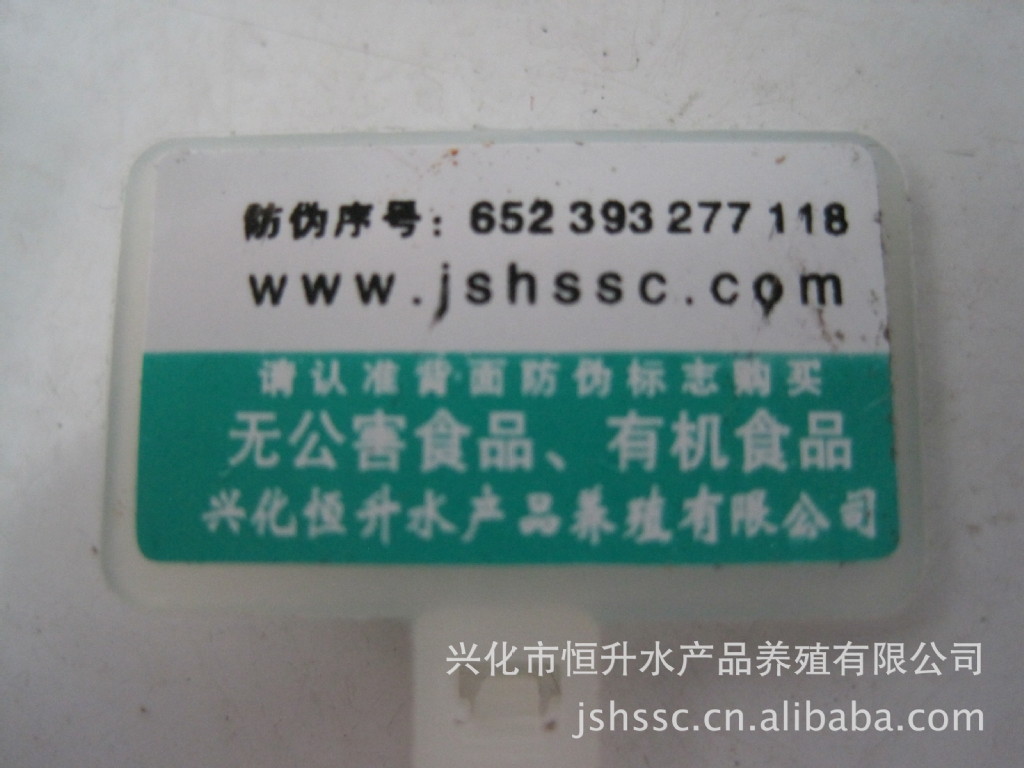 防伪序号：652 393 277 118
www.jshssc.com
请认准背面防伪标志购买
无公害食品、有机食品
兴化恒升水产品养殖有限公司
兴化市恒升水产品养殖有限公司
jshssc.cn.alibaba.com